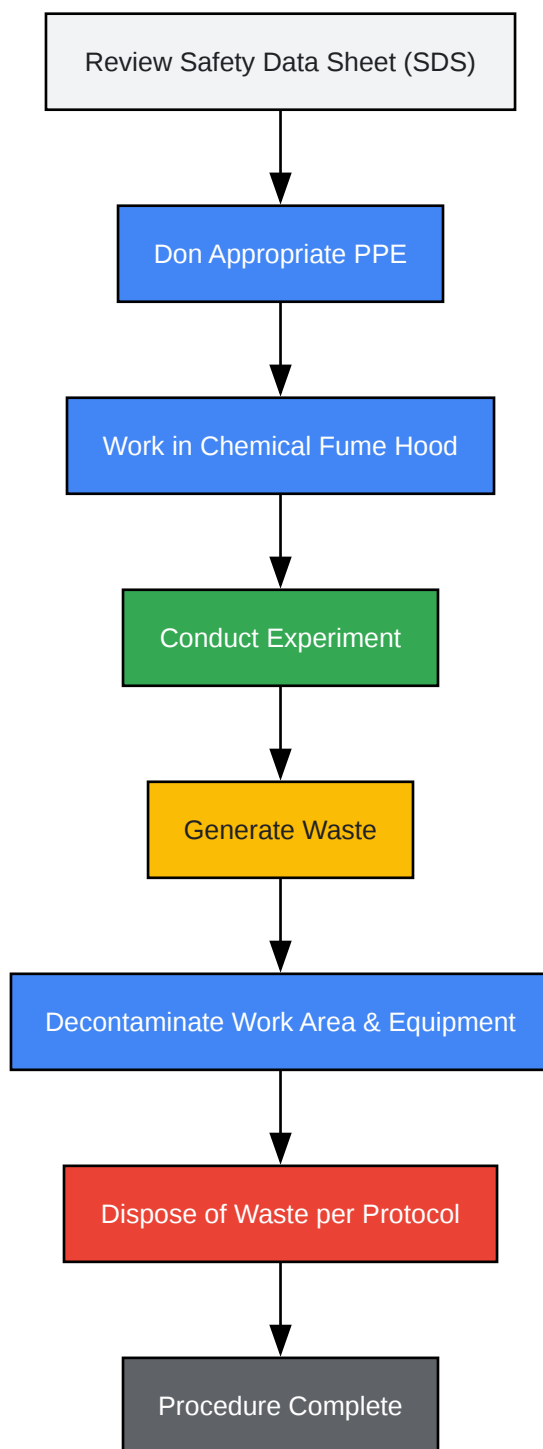 Review Safety Data Sheet (SDS)
Don Appropriate PPE
Work in Chemical Fume Hood
Conduct Experiment
Generate Waste
Decontaminate Work Area & Equipment
Dispose of Waste per Protocol
Procedure Complete